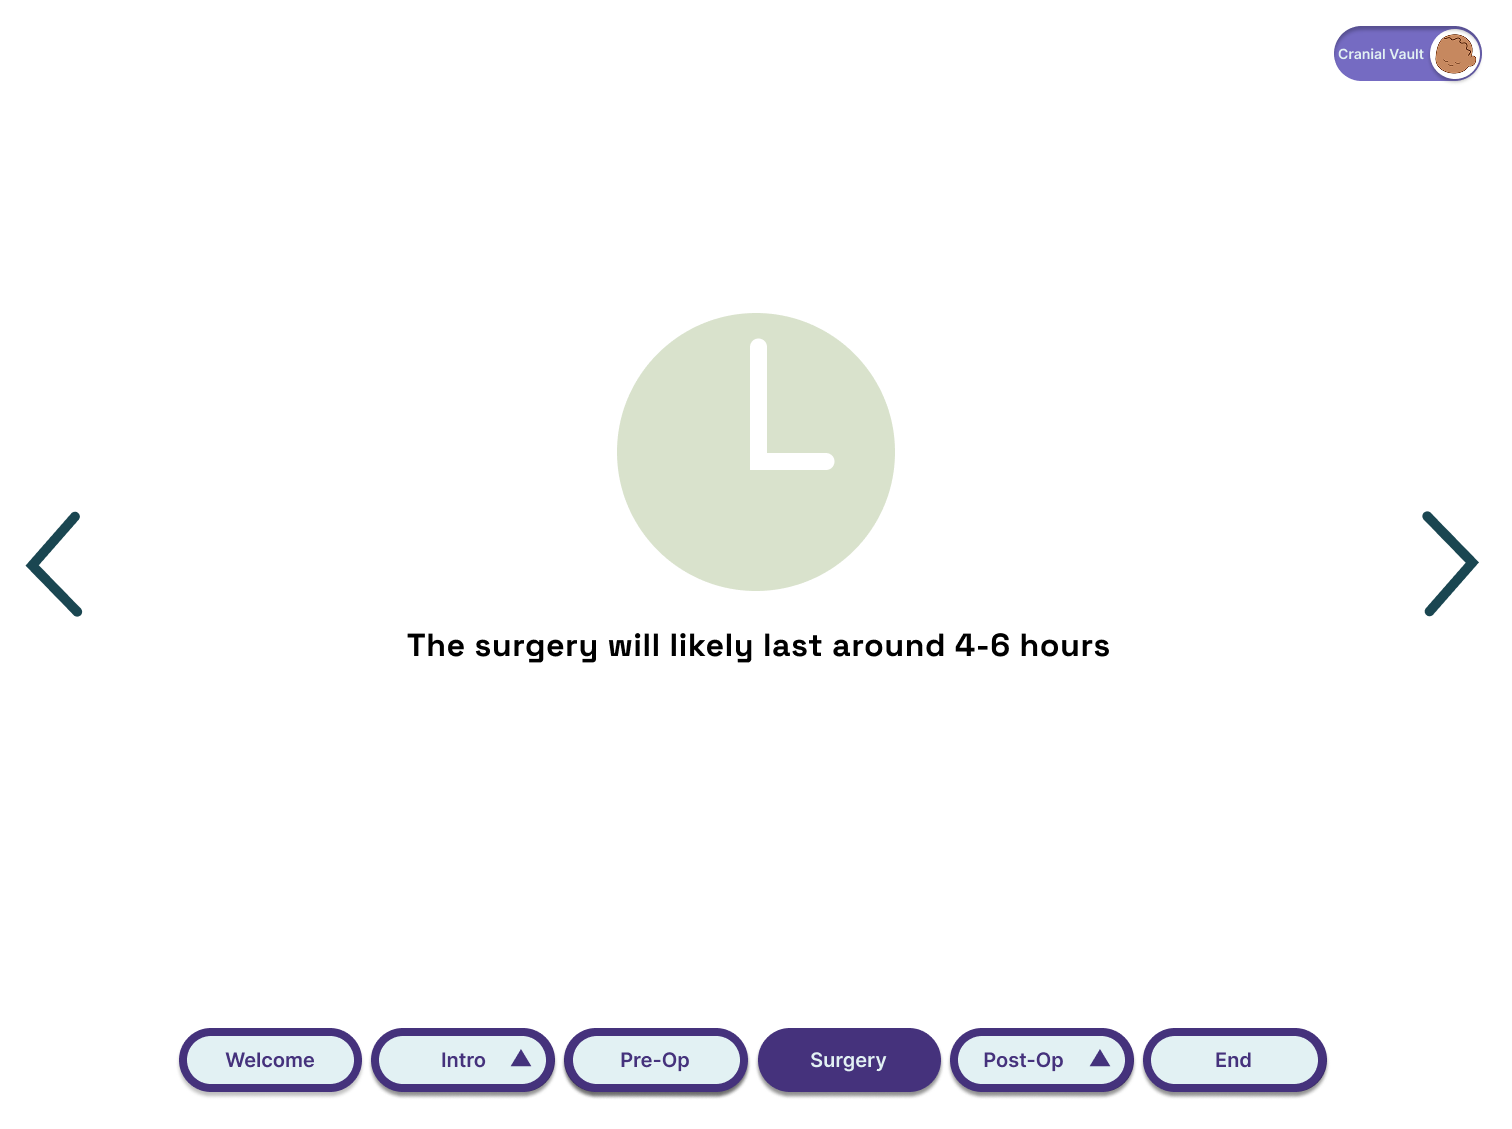 Cranial Vault
The surgery will likely last around 4-6 hours
Welcome
Intro
Pre-Op
Surgery
Post-Op
End